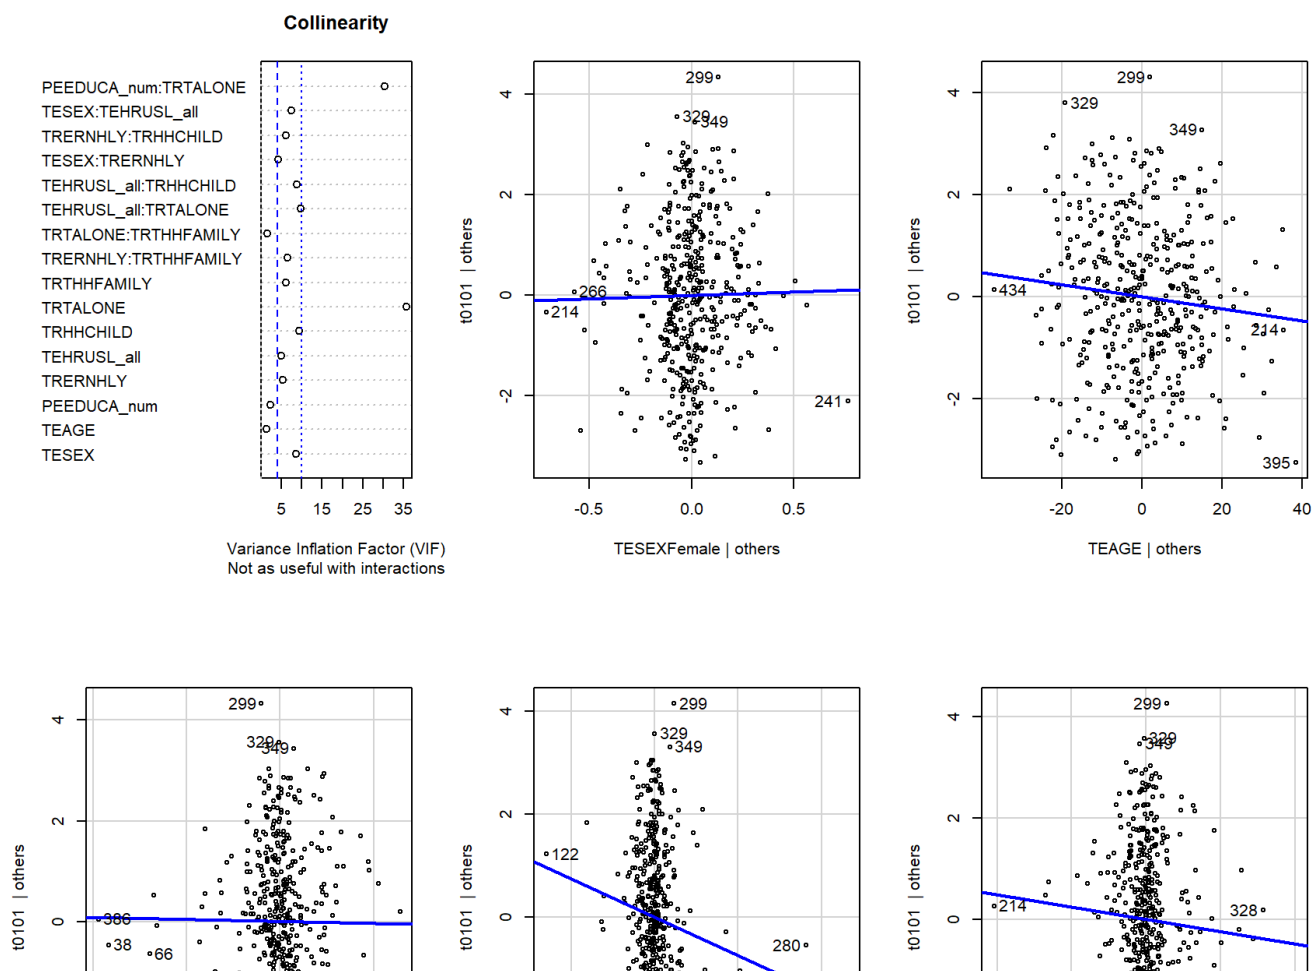 Collinearity
PEEDUCA_num:TRTALONE
TESEX:TEHRUSL_all
TRERNHLY:TRHHCHILD
TESEX:TRERNHLY
TEHRUSL_all:TRHHCHILD
TEHRUSL_all:TRTALONE
TRTALONE:TRTHHFAMILY
TRERNHLY:TRTHHFAMILY
TRTHHFAMILY
TRTALONE
TRHHCHILD
TEHRUSL_all
TRERNHLY
PEEDUCA_num
TEAGE
TESEX
5 15 25 35
Variance Inflation Factor (VIF)
Not as useful with interactions
t0101 | others
4
2
0
-2
299
329
349
266
214
241
-0.5 0.0 0.5
TESEXFemale | others
t0101 | others
4
2
0
-2
299
329
349
434
214
395
-20 0 20 40
TEAGE | others
t0101 | others
4
2
0
299
329
349
386
38
66
t0101 | others
4
2
0
299
329
349
122
280
t0101 | others
4
2
0
299
329
349
214
328